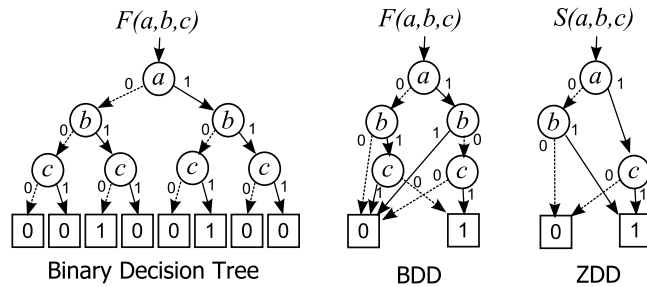 F(a,b,c)
F(a,b,c)
S(a,b,c)
0 a 1
0 a 1
0 a 1
0 b 1
0 b 1
0 b 1
1 b 0
b 1
0
0 c 1
0 c 1
0 c 1
0 c 1
1 c 0
0 c 1
0 c 1
0 0 1 0 0 1 0 0
0 1
0 1
Binary Decision Tree
BDD
ZDD